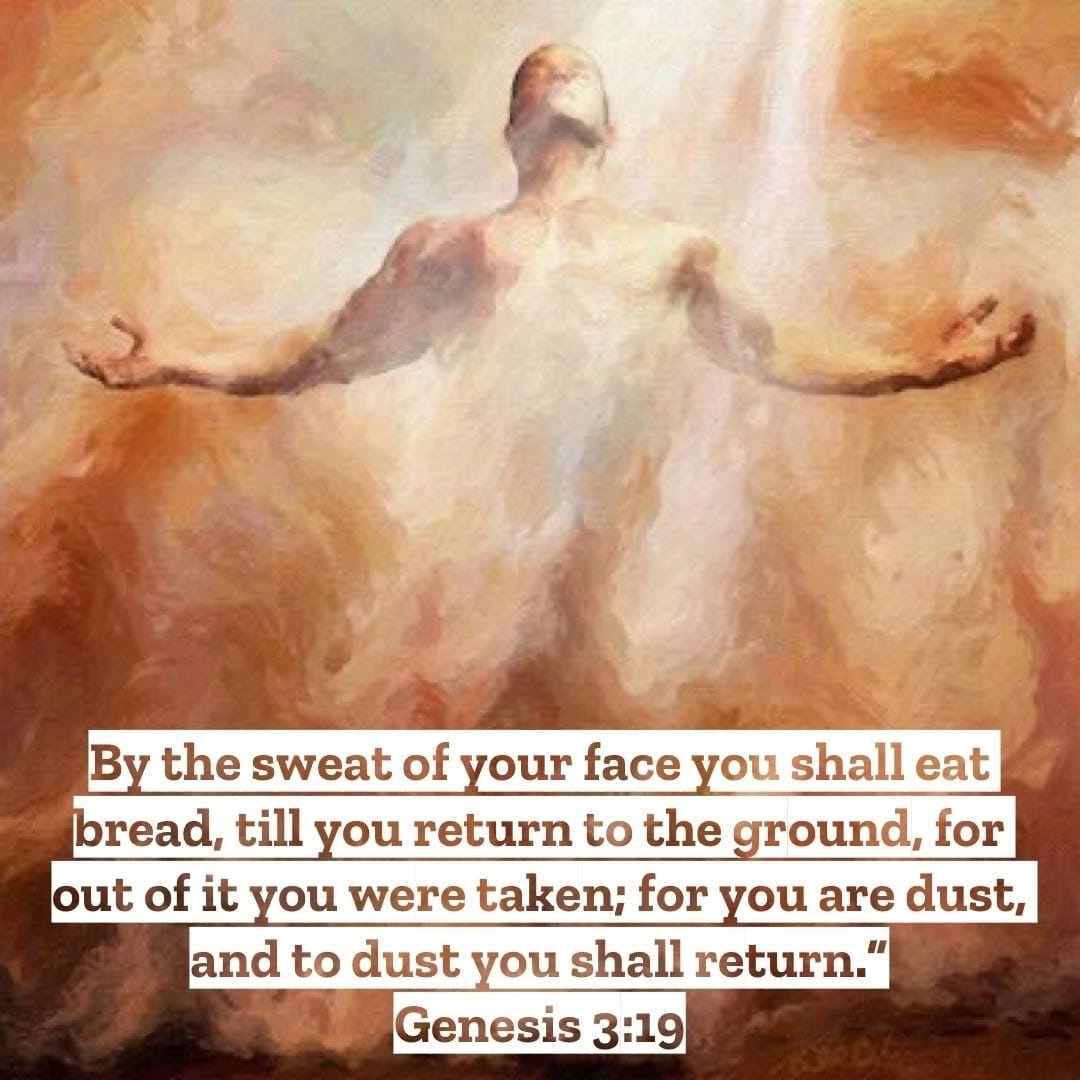 By the sweat of your face you shall eat
bread, till you return to the ground, for
out of it you were taken; for you are dust,
and to dust you shall return.“
Genesis 3:19